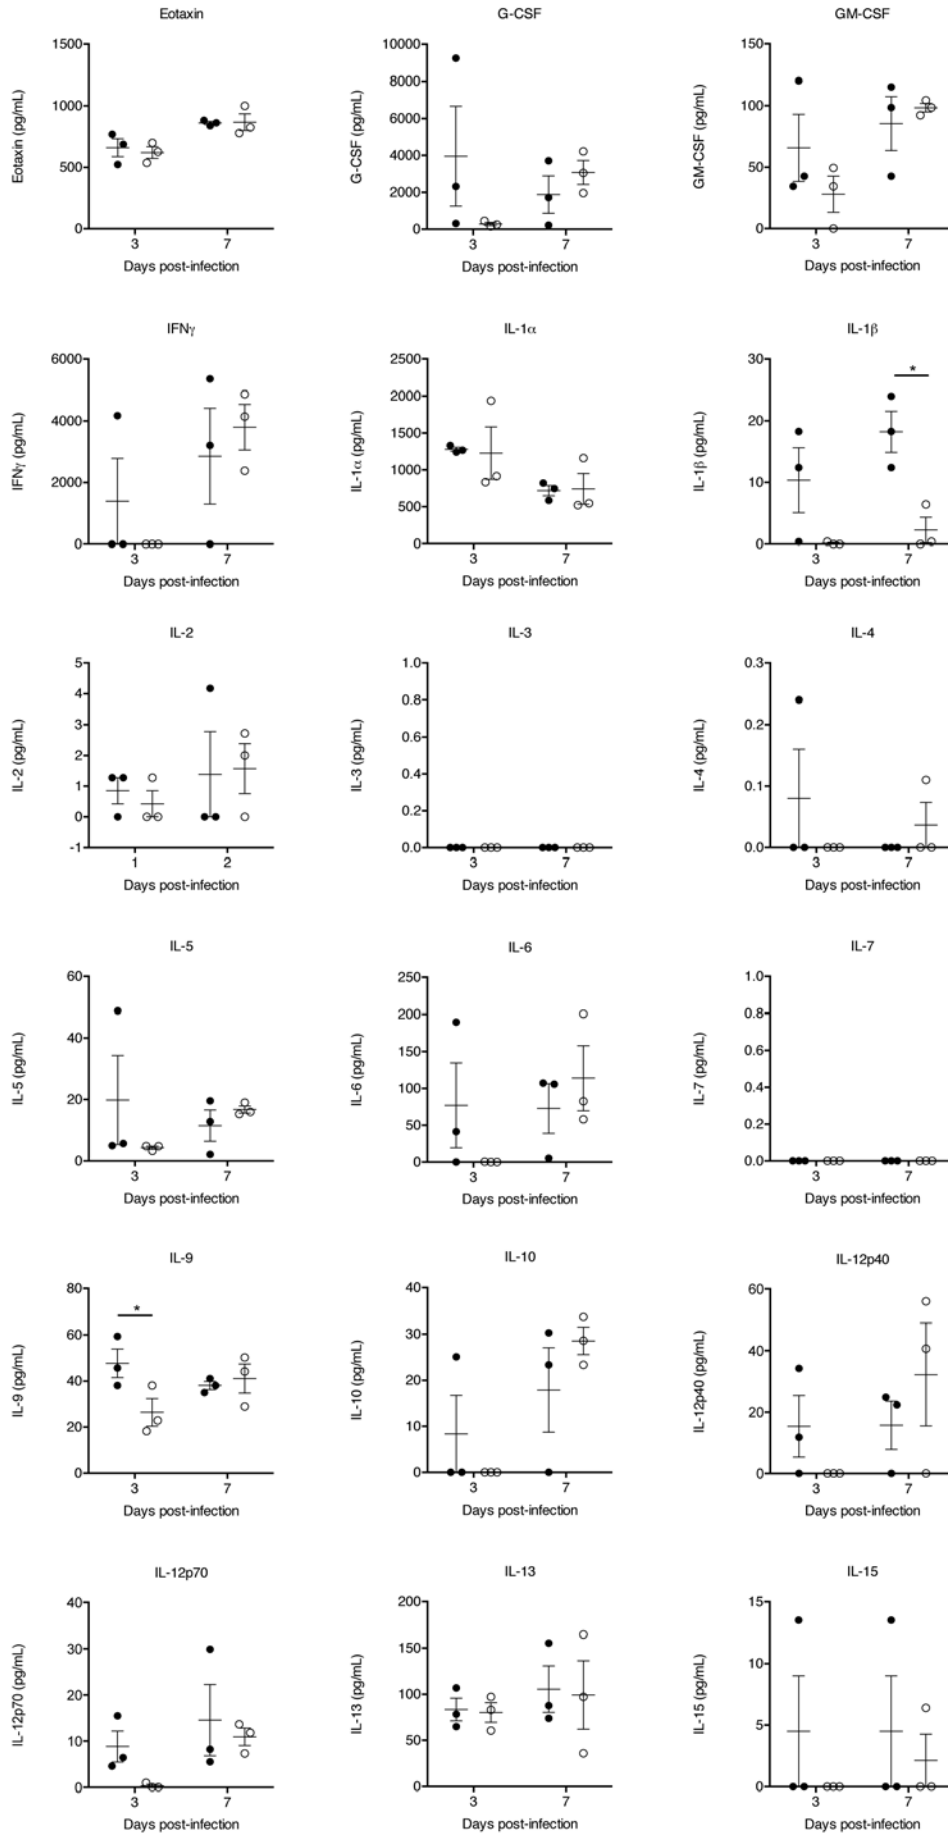 Eotaxin
Eotaxin (pg/mL)
1500
1000
500
0
3 7
Days post-infection
G-CSF
G-CSF (pg/mL)
10000
8000
6000
4000
2000
0
3 7
Days post-infection
GM-CSF
GM-CSF (pg/mL)
150
100
50
0
3 7
Days post-infection
IFNγ
IFNγ (pg/mL)
6000
4000
2000
0
3 7
Days post-infection
IL-1α
IL-1α (pg/mL)
2500
2000
1500
1000
500
0
3 7
Days post-infection
IL-1β
IL-1β (pg/mL)
30
20
10
0
*
3 7
Days post-infection
IL-2
IL-2 (pg/mL)
5
4
3
2
1
0
-1
1 2
Days post-infection
IL-3
IL-3 (pg/mL)
1.0
0.8
0.6
0.4
0.2
0.0
3 7
Days post-infection
IL-4
IL-4 (pg/mL)
0.3
0.2
0.1
0.0
3 7
Days post-infection
IL-5
IL-5 (pg/mL)
60
40
20
0
3 7
Days post-infection
IL-6
IL-6 (pg/mL)
250
200
150
100
50
0
3 7
Days post-infection
IL-7
IL-7 (pg/mL)
1.0
0.8
0.6
0.4
0.2
0.0
3 7
Days post-infection
IL-9
IL-9 (pg/mL)
80
60
40
20
0
*
3 7
Days post-infection
IL-10
IL-10 (pg/mL)
40
30
20
10
0
3 7
Days post-infection
IL-12p40
IL-12p40 (pg/mL)
60
40
20
0
3 7
Days post-infection
IL-12p70
IL-12p70 (pg/mL)
40
30
20
10
0
3 7
Days post-infection
IL-13
IL-13 (pg/mL)
200
150
100
50
0
3 7
Days post-infection
IL-15
IL-15 (pg/mL)
15
10
5
0
3 7
Days post-infection